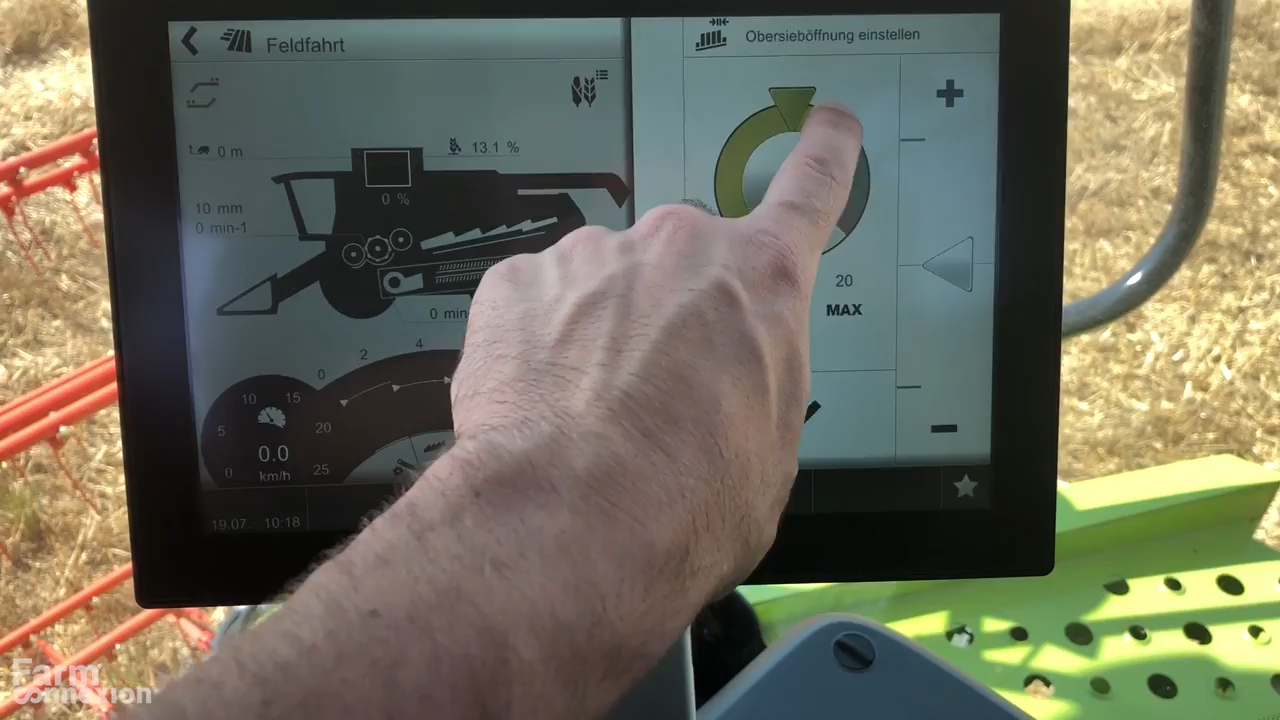 Feldfahrt
Obersieböffnung einstellen
0 m
13.1 %
0 %
10 mm
0 min-1
0 min
20
MAX
0
2
4
0
5
10
15
20
25
0.0
km/h
19.07. 10:18
Farm
Connexion